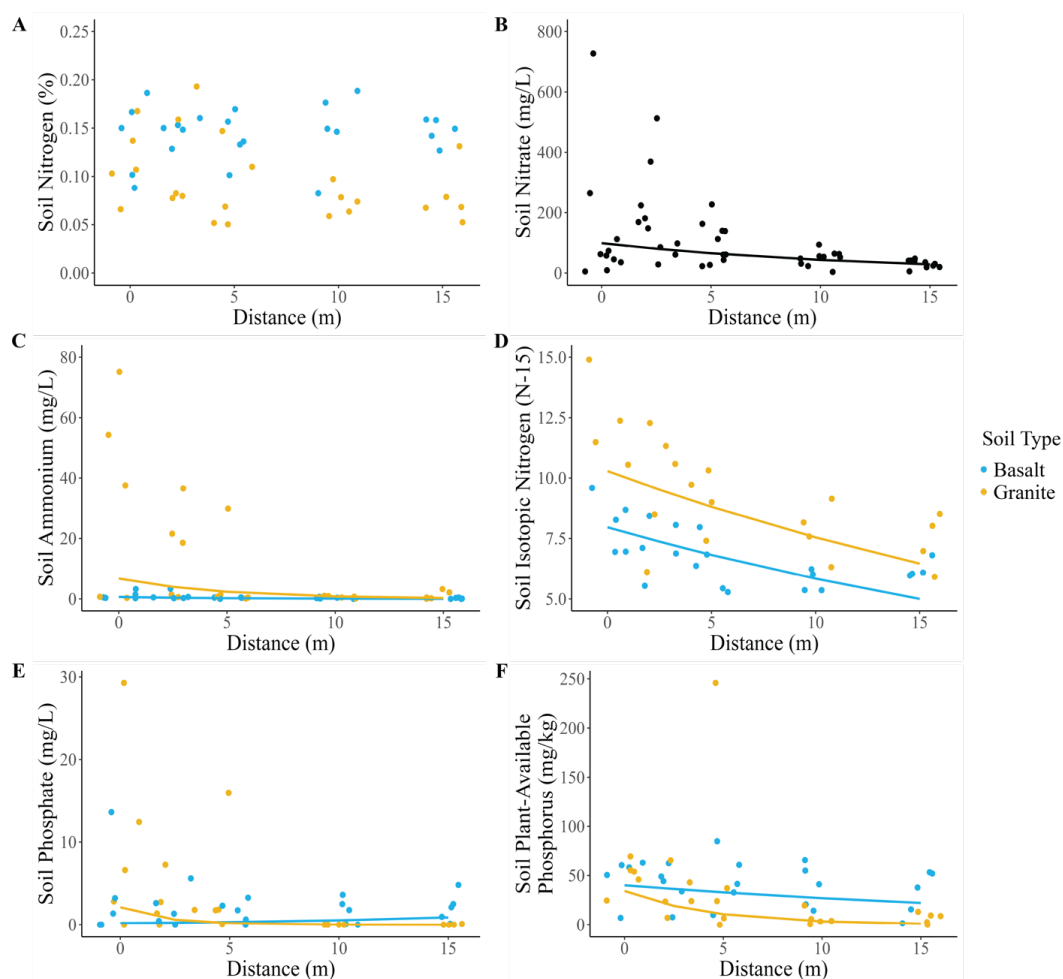 A
Soil Nitrogen (%)
0.25
0.20
0.15
0.10
0.05
0.00
0 5 10 15
Distance (m)
B
Soil Nitrate (mg/L)
800
600
400
200
0
0 5 10 15
Distance (m)
C
Soil Ammonium (mg/L)
80
60
40
20
0
0 5 10 15
Distance (m)
D
Soil Isotopic Nitrogen (N-15)
15.0
12.5
10.0
7.5
5.0
0 5 10 15
Distance (m)
Soil Type
Basalt
Granite
E
Soil Phosphate (mg/L)
30
20
10
0
0 5 10 15
Distance (m)
F
Soil Plant-Available
Phosphorus (mg/kg)
250
200
150
100
50
0
0 5 10 15
Distance (m)